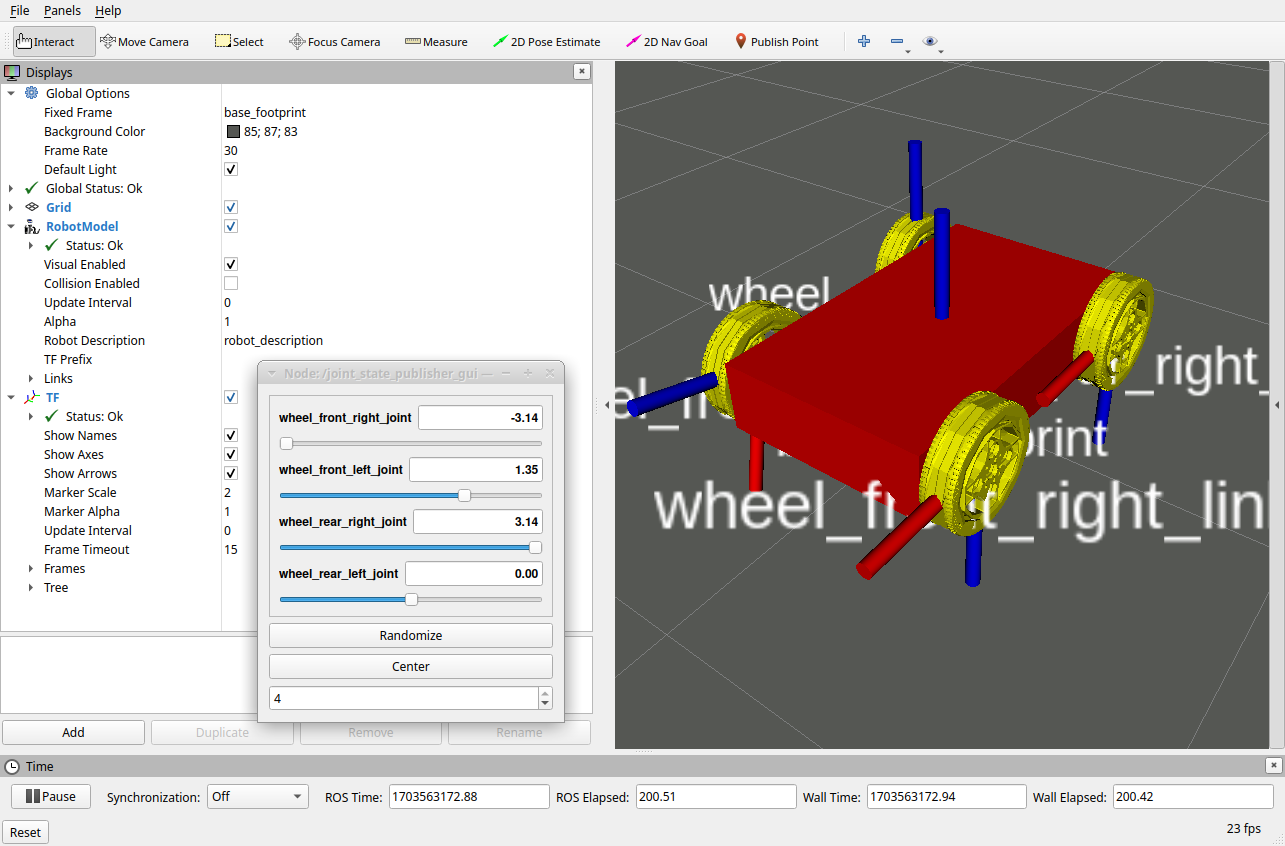 File Panels Help
Interact Move Camera Select Focus Camera Measure 2D Pose Estimate 2D Nav Goal Publish Point
Displays
Global Options
Fixed Frame base_footprint
Background Color 85; 87; 83
Frame Rate 30
Default Light
Global Status: Ok
Grid
RobotModel
Status: Ok
Visual Enabled
Collision Enabled
Update Interval 0
Alpha 1
Robot Description robot_description
TF Prefix
Links
TF
Status: Ok
Show Names
Show Axes
Show Arrows
Marker Scale 2
Marker Alpha 1
Update Interval 0
Frame Timeout 15
Frames
Tree
Node: /joint_state_publisher_gui —
wheel_front_right_joint -3.14
wheel_front_left_joint 1.35
wheel_rear_right_joint 3.14
wheel_rear_left_joint 0.00
Randomize
Center
4
wheel_
_right_
print
wheel_fr t_right_lin
Add Duplicate Remove Rename
Time
Pause Synchronization: Off ROS Time: 1703563172.88 ROS Elapsed: 200.51 Wall Time: 1703563172.94 Wall Elapsed: 200.42
Reset 23 fps